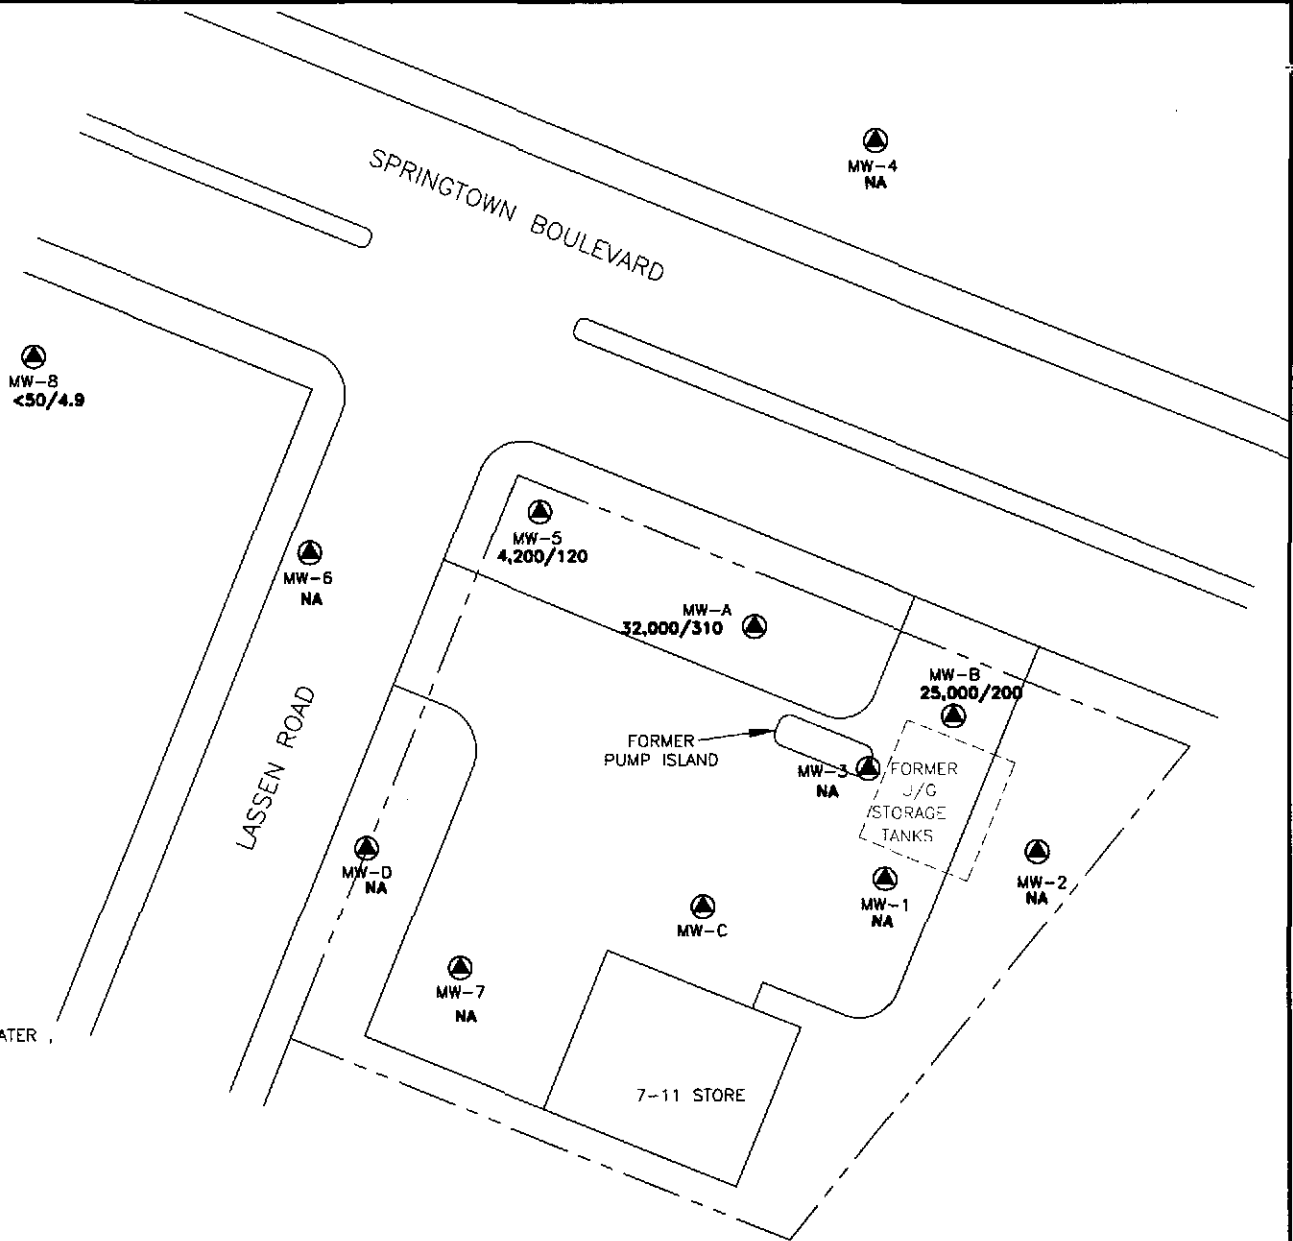 SPRINGTOWN BOULEVARD
MW-4
NA
MW-8
<50/4.9
MW-5
4,200/120
MW-6
NA
MW-A
32,000/310
MW-B
25,000/200
LASSEN ROAD
FORMER
PUMP ISLAND
MW-3
NA
FORMER
U/G
STORAGE
TANKS
MW-D
NA
MW-2
NA
MW-1
NA
MW-C
MW-7
NA
ATER
7-11 STORE